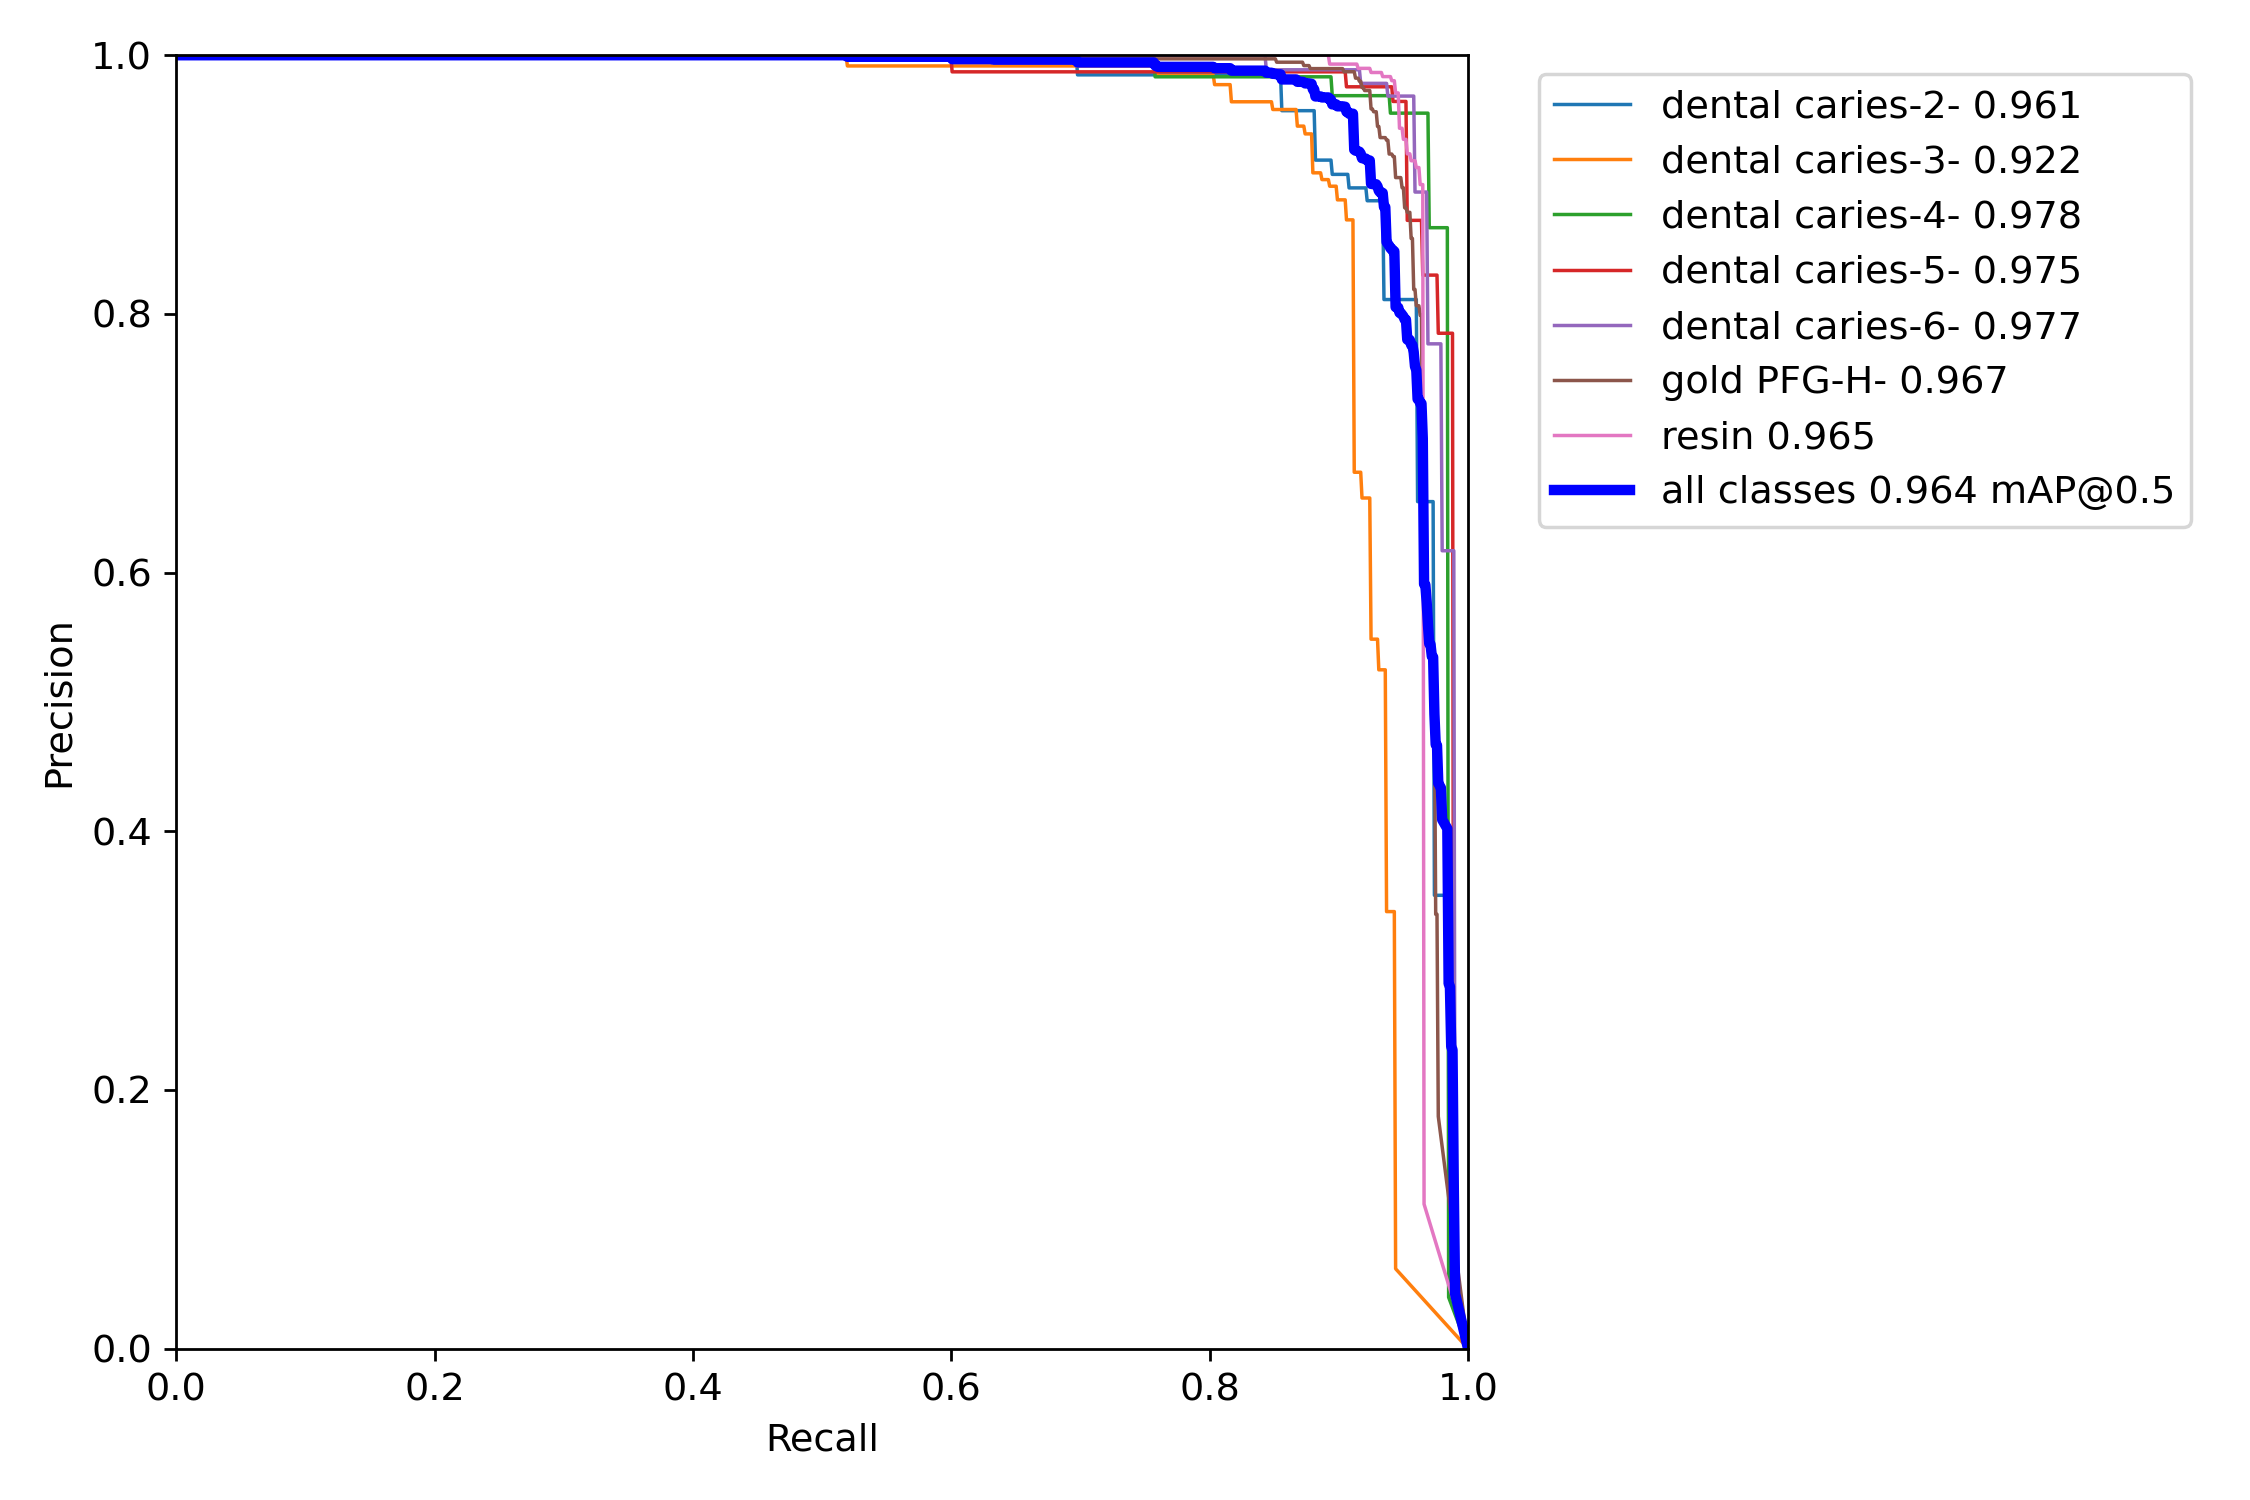 1.0
0.8
0.6
0.4
0.2
0.0
Precision
0.0 0.2 0.4 0.6 0.8 1.0
Recall
dental caries-2- 0.961
dental caries-3- 0.922
dental caries-4- 0.978
dental caries-5- 0.975
dental caries-6- 0.977
gold PFG-H- 0.967
resin 0.965
all classes 0.964 mAP@0.5